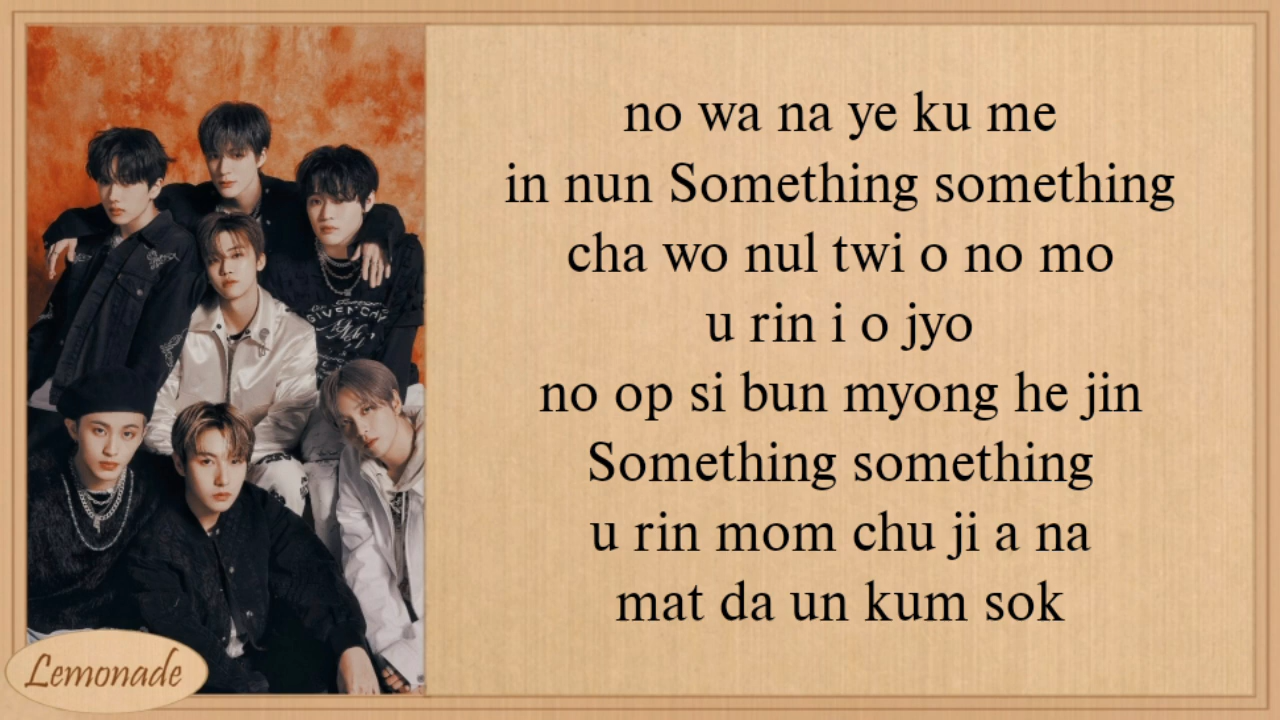 no wa na ye ku me
in nun Something something
cha wo nul twi o no mo
u rin i o jyo
no op si bun myong he jin
Something something
u rin mom chu ji a na
mat da un kum sok
GIVENCHY
Lemonade